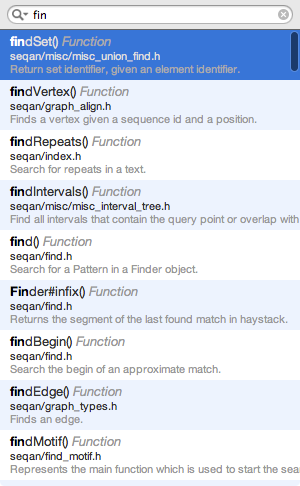 fin
findSet() Function
seqan/misc/misc_union_find.h
Return set identifier, given an element identifier.
findVertex() Function
seqan/graph_align.h
Finds a vertex given a sequence id and a position.
findRepeats() Function
seqan/index.h
Search for repeats in a text.
findIntervals() Function
seqan/misc/misc_interval_tree.h
Find all intervals that contain the query point or overlap with
find() Function
seqan/find.h
Search for a Pattern in a Finder object.
Finder#infix() Function
seqan/find.h
Returns the segment of the last found match in haystack.
findBegin() Function
seqan/find.h
Search the begin of an approximate match.
findEdge() Function
seqan/graph_types.h
Finds an edge.
findMotif() Function
seqan/find_motif.h
Represents the main function which is used to start the sea